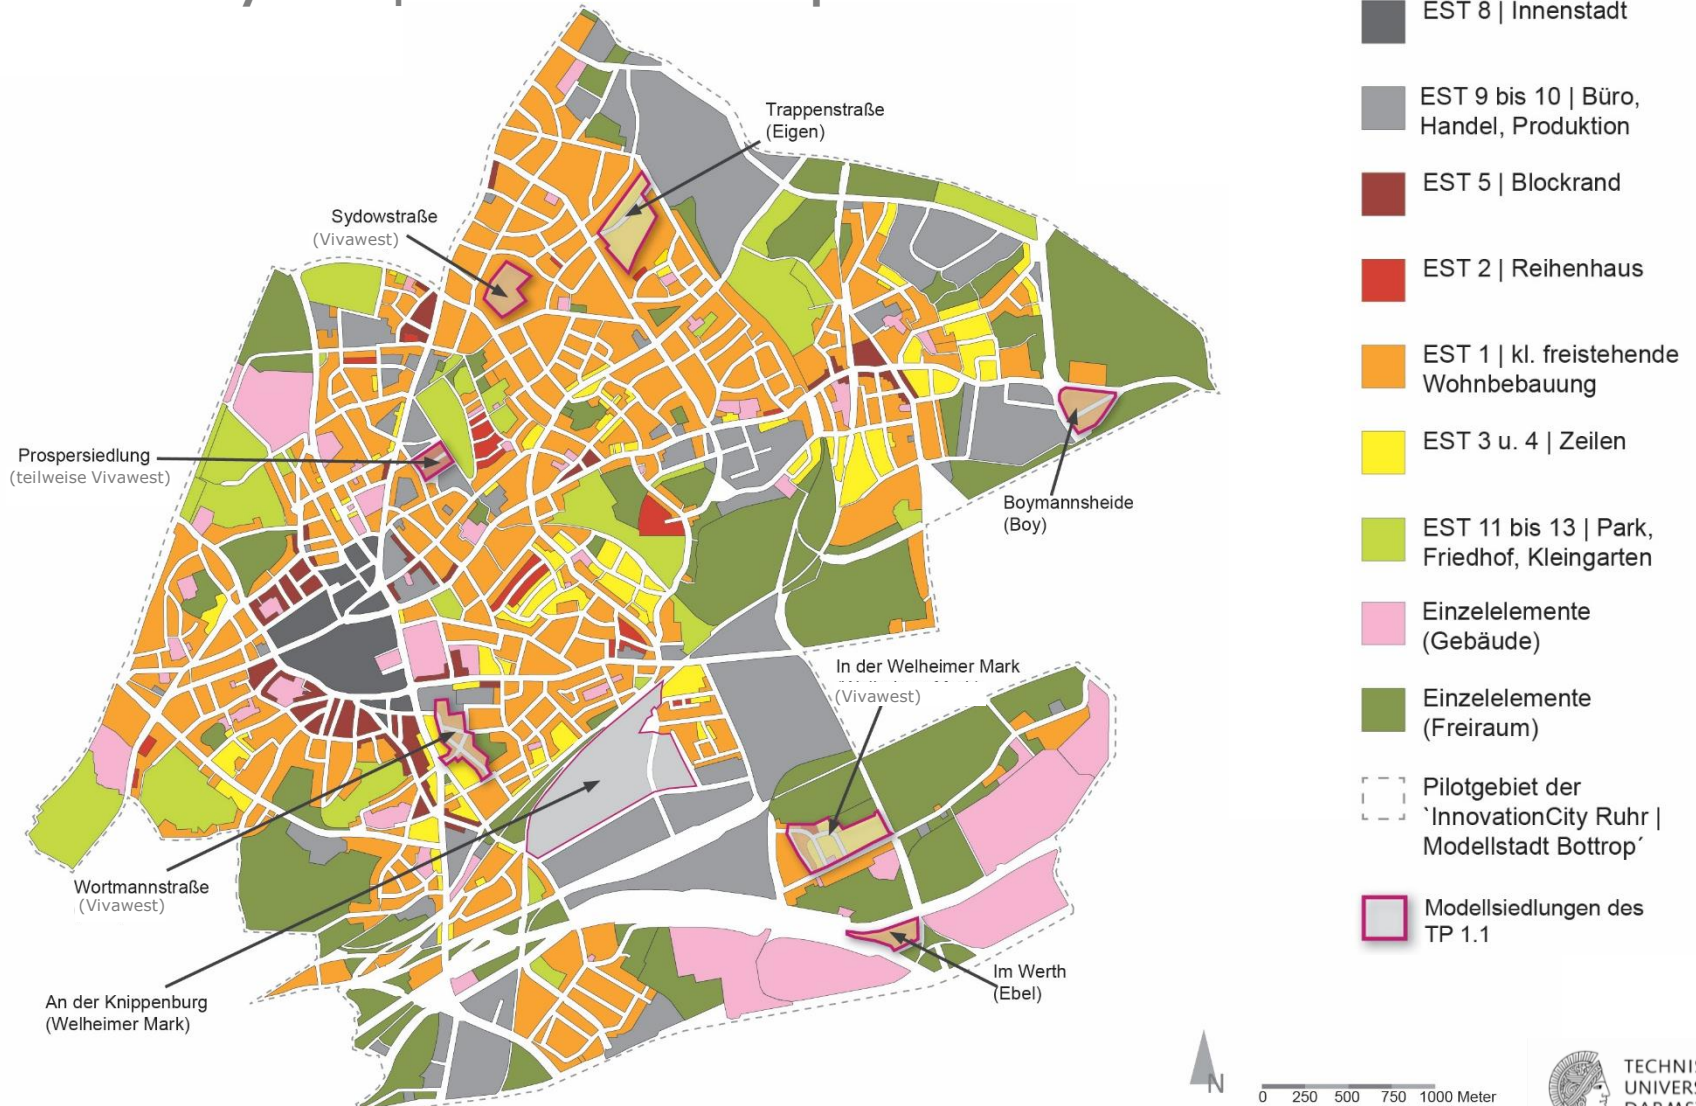 Trappenstraße
(Eigen)
Sydowstraße
(Vivawest)
Prospersiedlung
(teilweise Vivawest)
Boymannsheide
(Boy)
In der Welheimer Mark
(Vivawest)
Wortmannstraße
(Vivawest)
An der Knippenburg
(Welheimer Mark)
Im Werth
(Ebel)
EST 8 | Innenstadt
EST 9 bis 10 | Büro,
Handel, Produktion
EST 5 | Blockrand
EST 2 | Reihenhaus
EST 1 | kl. freistehende
Wohnbebauung
EST 3 u. 4 | Zeilen
EST 11 bis 13 | Park,
Friedhof, Kleingarten
Einzelelemente
(Gebäude)
Einzelelemente
(Freiraum)
Pilotgebiet der
`InnovationCity Ruhr |
Modellstadt Bottrop´
Modellsiedlungen des
TP 1.1
N
0 250 500 750 1000 Meter
TECHNIS
UNIVERS